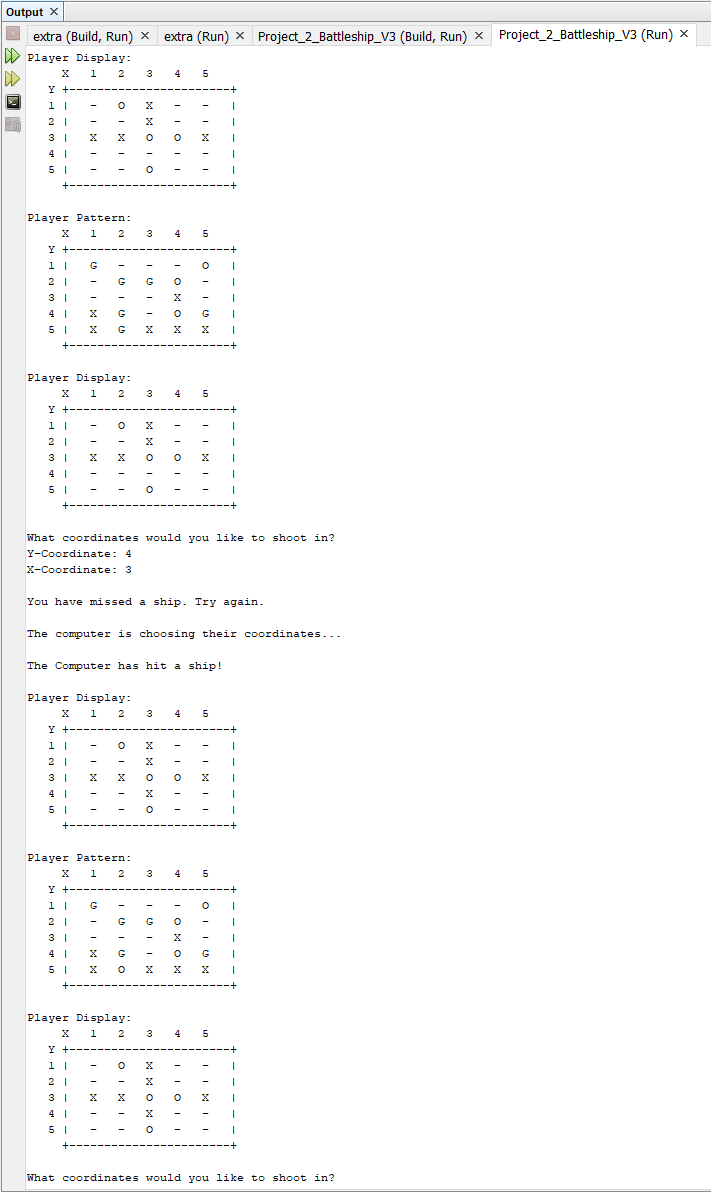 Output ×
extra (Build, Run) × extra (Run) × Project_2_Battleship_V3 (Build, Run) × Project_2_Battleship_V3 (Run) ×
Player Display:
     X   1   2   3   4   5
   Y +-----------------------+
   1 |   -   O   X   -   -   |
   2 |   -   -   X   -   -   |
   3 |   X   X   O   O   X   |
   4 |   -   -   -   -   -   |
   5 |   -   -   O   -   -   |
     +-----------------------+
Player Pattern:
     X   1   2   3   4   5
   Y +-----------------------+
   1 |   G   -   -   -   O   |
   2 |   -   G   G   O   -   |
   3 |   -   -   -   X   -   |
   4 |   X   G   -   O   G   |
   5 |   X   G   X   X   X   |
     +-----------------------+
Player Display:
     X   1   2   3   4   5
   Y +-----------------------+
   1 |   -   O   X   -   -   |
   2 |   -   -   X   -   -   |
   3 |   X   X   O   O   X   |
   4 |   -   -   -   -   -   |
   5 |   -   -   O   -   -   |
     +-----------------------+
What coordinates would you like to shoot in?
Y-Coordinate: 4
X-Coordinate: 3
You have missed a ship. Try again.
The computer is choosing their coordinates...
The Computer has hit a ship!
Player Display:
     X   1   2   3   4   5
   Y +-----------------------+
   1 |   -   O   X   -   -   |
   2 |   -   -   X   -   -   |
   3 |   X   X   O   O   X   |
   4 |   -   -   X   -   -   |
   5 |   -   -   O   -   -   |
     +-----------------------+
Player Pattern:
     X   1   2   3   4   5
   Y +-----------------------+
   1 |   G   -   -   -   O   |
   2 |   -   G   G   O   -   |
   3 |   -   -   -   X   -   |
   4 |   X   G   -   O   G   |
   5 |   X   O   X   X   X   |
     +-----------------------+
Player Display:
     X   1   2   3   4   5
   Y +-----------------------+
   1 |   -   O   X   -   -   |
   2 |   -   -   X   -   -   |
   3 |   X   X   O   O   X   |
   4 |   -   -   X   -   -   |
   5 |   -   -   O   -   -   |
     +-----------------------+
What coordinates would you like to shoot in?